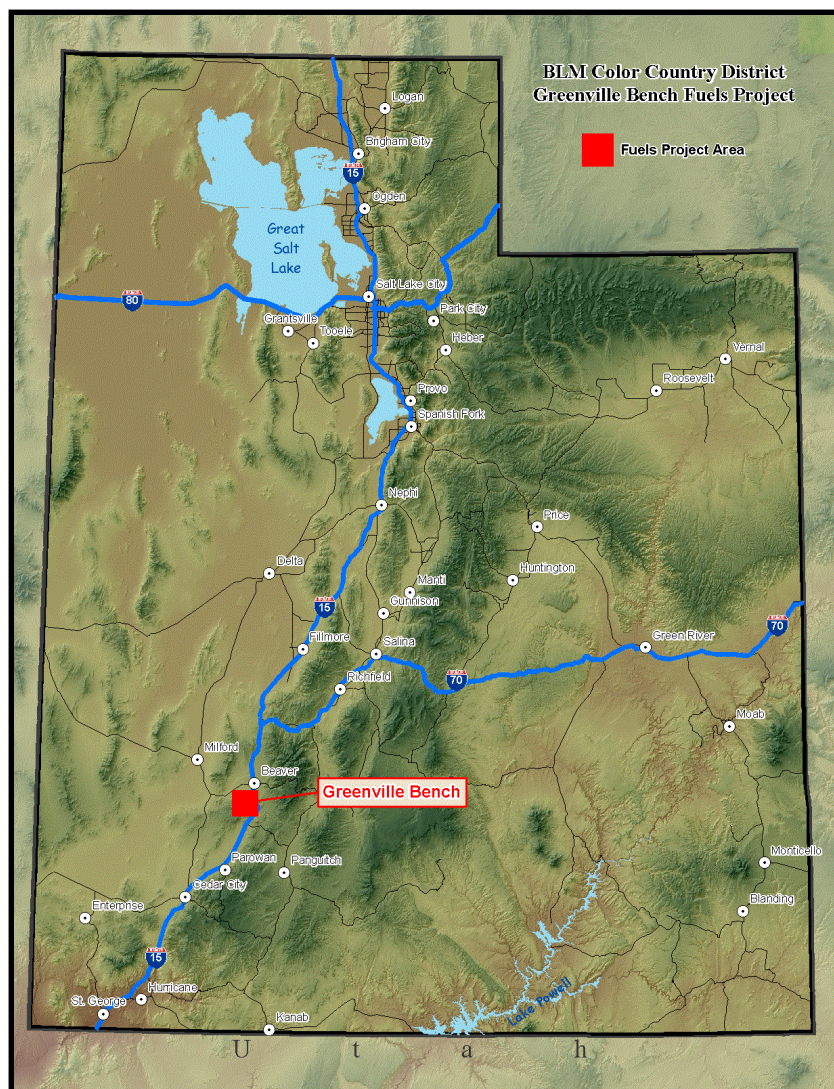 BLM Color Country District
Greenville Bench Fuels Project
Fuels Project Area
Logan
Brigham City
15
Ogden
Great
Salt
Lake
80
Salt Lake City
Grantsville
Tooele
Park City
Heber
Vernal
Roosevelt
Provo
Spanish Fork
Nephi
Price
Delta
Huntington
Manti
15
Gunnison
Fillmore
Salina
Green River
70
Richfield
70
Moab
Milford
Beaver
Greenville Bench
Parowan
Panguitch
Monticello
Cedar City
Enterprise
Blanding
15
Hurricane
St. George
Kanab
Lake Powell
U t a h